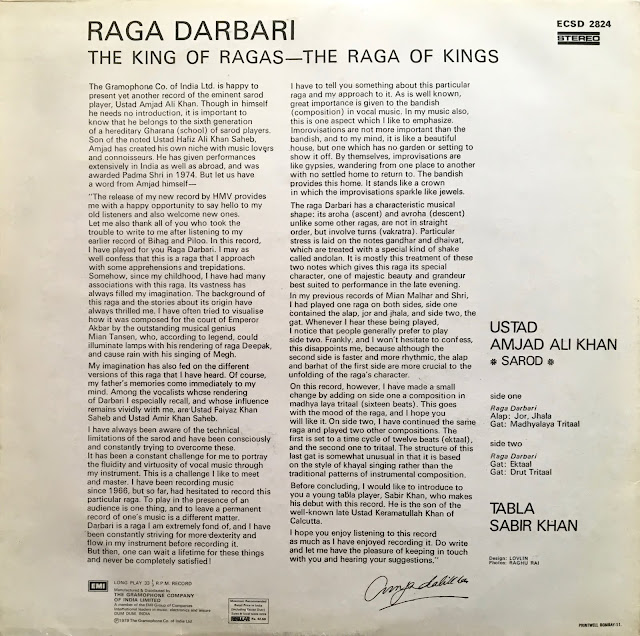 RAGA DARBARI
THE KING OF RAGAS—THE RAGA OF KINGS
ECSD 2824
STEREO
The Gramophone Co. of India Ltd. is happy to
present yet another record of the eminent sarod
player, Ustad Amjad Ali Khan. Though in himself
he needs no introduction, it is important to
know that he belongs to the sixth generation
of a hereditary Gharana (school) of sarod players.
Son of the noted Ustad Hafiz Ali Khan Saheb,
Amjad has created his own niche with music lovers
and connoisseurs. He has given performances
extensively in India as well as abroad, and was
awarded Padma Shri in 1974. But let us have
a word from Amjad himself—
"The release of my new record by HMV provides
me with a happy opportunity to say hello to my
old listeners and also welcome new ones.
Let me also thank all of you who took the
trouble to write to me after listening to my
earlier record of Bihag and Piloo. In this record,
I have played for you Raga Darbari. I may as
well confess that this is a raga that I approach
with some apprehensions and trepidations.
Somehow, since my childhood, I have had many
associations with this raga. Its vastness has
always filled my imagination. The background of
this raga and the stories about its origin have
always thrilled me. I have often tried to visualise
how it was composed for the court of Emperor
Akbar by the outstanding musical genius
Mian Tansen, who, according to legend, could
illuminate lamps with his rendering of raga Deepak,
and cause rain with his singing of Megh.
My imagination has also fed on the different
versions of this raga that I have heard. Of course,
my father's memories come immediately to my
mind. Among the vocalists whose rendering
of Darbari I especially recall, and whose influence
remains vividly with me, are Ustad Faiyaz Khan
Saheb and Ustad Amir Khan Saheb.
I have always been aware of the technical
limitations of the sarod and have been consciously
and constantly trying to overcome these.
It has been a constant challenge for me to portray
the fluidity and virtuosity of vocal music through
my instrument. This is a challenge I like to meet
and master. I have been recording music
since 1966, but so far, had hesitated to record this
particular raga. To play in the presence of an
audience is one thing, and to leave a permanent
record of one's music is a different matter.
Darbari is a raga I am extremely fond of, and I have
been constantly striving for more dexterity and
flow in my instrument before recording it.
But then, one can wait a lifetime for these things
and never be completely satisfied!
I have to tell you something about this particular
raga and my approach to it. As is well known,
great importance is given to the bandish
(composition) in vocal music. In my music also,
this is one aspect which I like to emphasize.
Improvisations are not more important than the
bandish, and to my mind, it is like a beautiful
house, but one which has no garden or setting to
show it off. By themselves, improvisations are
like gypsies, wandering from one place to another
with no settled home to return to. The bandish
provides this home. It stands like a crown
in which the improvisations sparkle like jewels.
The raga Darbari has a characteristic musical
shape: its aroha (ascent) and avroha (descent)
unlike some other ragas, are not in straight
order, but involve turns (vakratra). Particular
stress is laid on the notes gandhar and dhaivat,
which are treated with a special kind of shake
called andolan. It is mostly this treatment of these
two notes which gives this raga its special
character, one of majestic beauty and grandeur
best suited to performance in the late evening.
In my previous records of Mian Malhar and Shri,
I had played one raga on both sides, side one
contained the alap, jor and jhala, and side two, the
gat. Whenever I hear these being played,
I notice that people generally prefer to play
side two. Frankly, and I won't hesitate to confess,
this disappoints me, because although the
second side is faster and more rhythmic, the alap
and barhat of the first side are more crucial to the
unfolding of the raga's character.
On this record, however, I have made a small
change by adding on side one a composition in
madhya laya tritaal (sixteen beats). This goes
with the mood of the raga, and I hope you
will like it. On side two, I have continued the same
raga and played two other compositions. The
first is set to a time cycle of twelve beats (ektaal),
and the second one to tritaal. The structure of this
last gat is somewhat unusual in that it is based
on the style of khayal singing rather than the
traditional patterns of instrumental composition.
Before concluding, I would like to introduce to
you a young tabla player, Sabir Khan, who makes
his debut with this record. He is the son of the
well-known late Ustad Keramatullah Khan of
Calcutta.
I hope you enjoy listening to this record
as much as I have enjoyed recording it. Do write
and let me have the pleasure of keeping in touch
with you and hearing your suggestions."
USTAD
AMJAD ALI KHAN
SAROD
side one
Raga Darbari
Alap: Jor, Jhala
Gat: Madhyalaya Tritaal
side two
Raga Darbari
Gat: Ektaal
Gat: Drut Tritaal
TABLA
SABIR KHAN
Design: LOVLIN
Photos: RAGHU RAI
EMI
LONG PLAY 33 1/3 R.P.M. RECORD
Manufactured & Distributed by
THE GRAMOPHONE COMPANY
OF INDIA LIMITED
A member of the EMI Group of Companies
International leaders in music, electronics and leisure
DUM DUM INDIA
© 1979 The Gramophone Co. of India Ltd.
PRINTWELL BOMBAY-11.